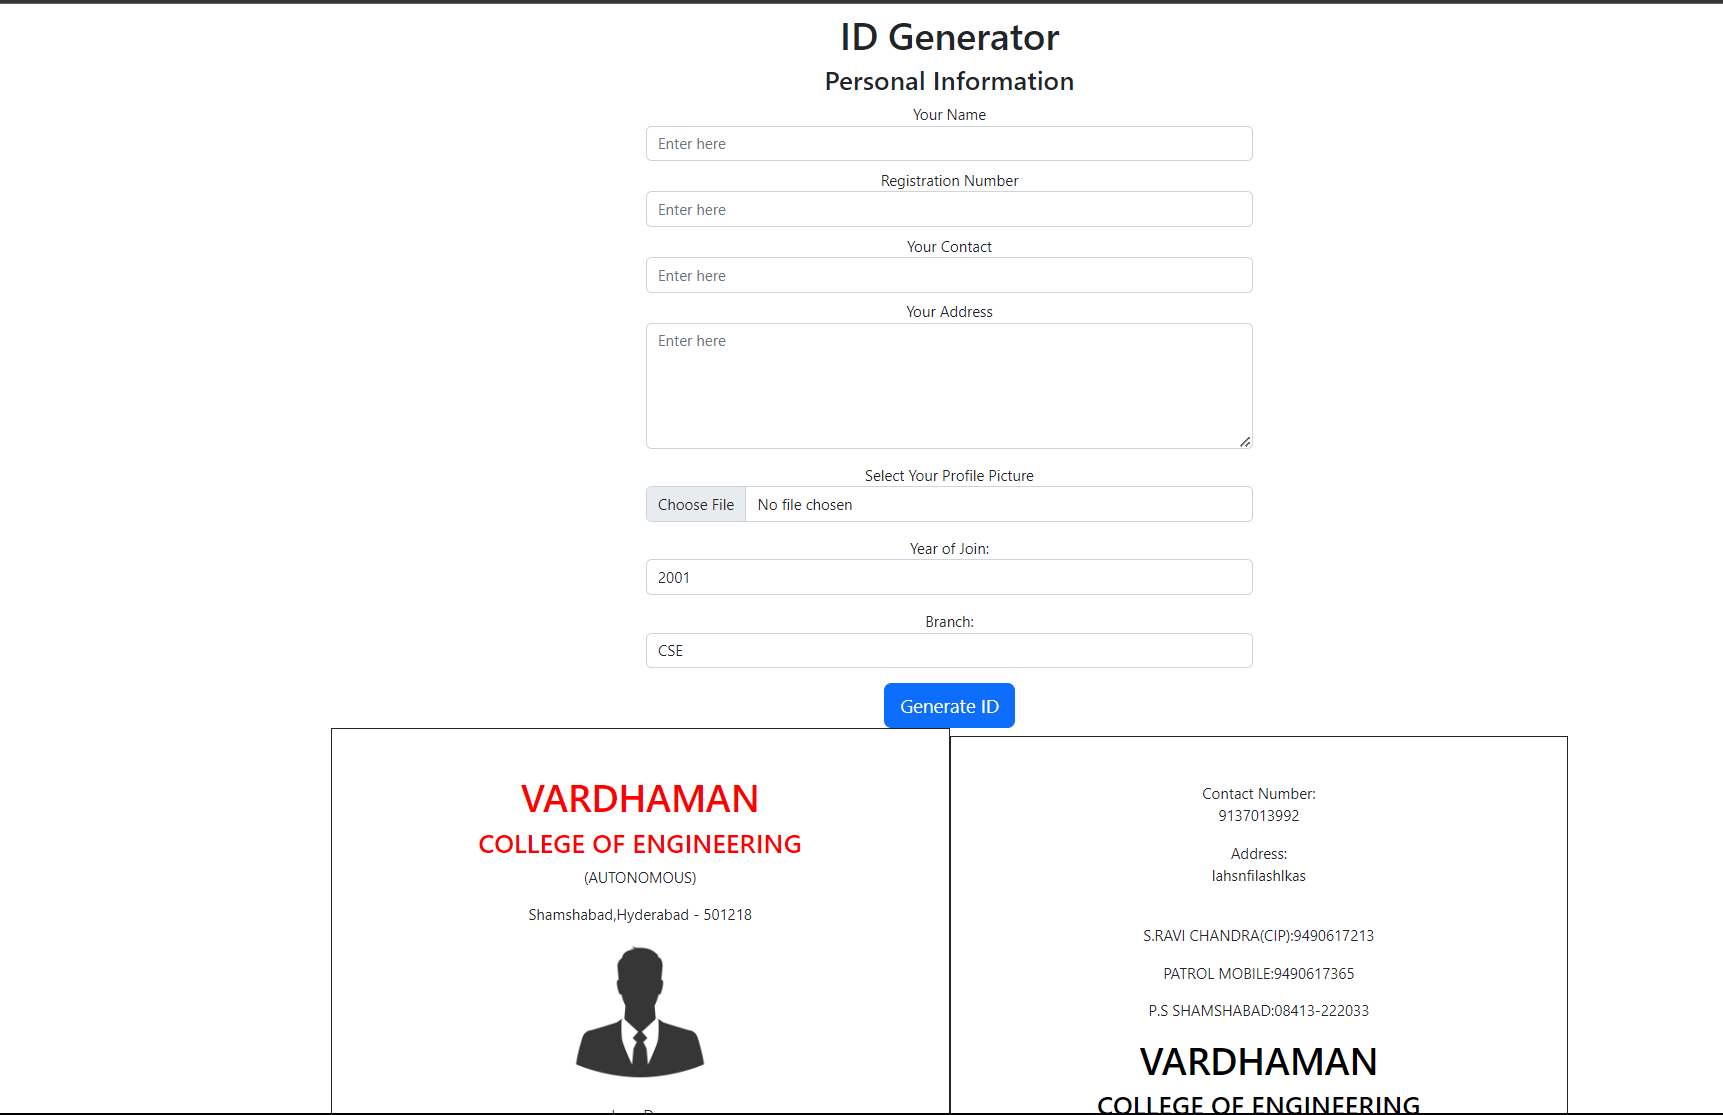 ID Generator
Personal Information
Your Name
Enter here
Registration Number
Enter here
Your Contact
Enter here
Your Address
Enter here
Select Your Profile Picture
Choose File No file chosen
Year of Join:
2001
Branch:
CSE
Generate ID
VARDHAMAN
COLLEGE OF ENGINEERING
(AUTONOMOUS)
Shamshabad,Hyderabad - 501218
Contact Number:
9137013992
Address:
lahsnfilashlkas
S.RAVI CHANDRA(CIP):9490617213
PATROL MOBILE:9490617365
P.S SHAMSHABAD:08413-222033
VARDHAMAN
COLLEGE OF ENGINEERING